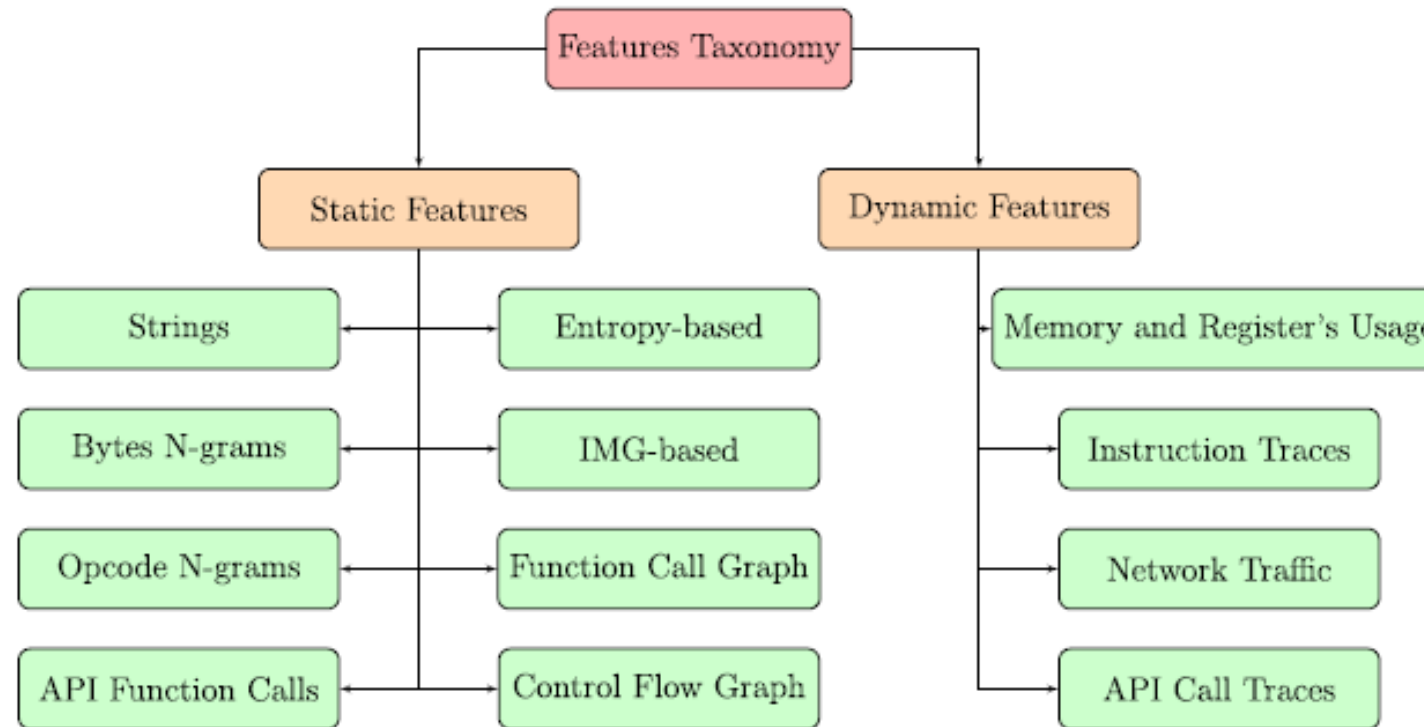 Features Taxonomy
Static Features
Dynamic Features
Strings
Entropy-based
Memory and Register's Usage
Bytes N-grams
IMG-based
Instruction Traces
Opcode N-grams
Function Call Graph
Network Traffic
API Function Calls
Control Flow Graph
API Call Traces